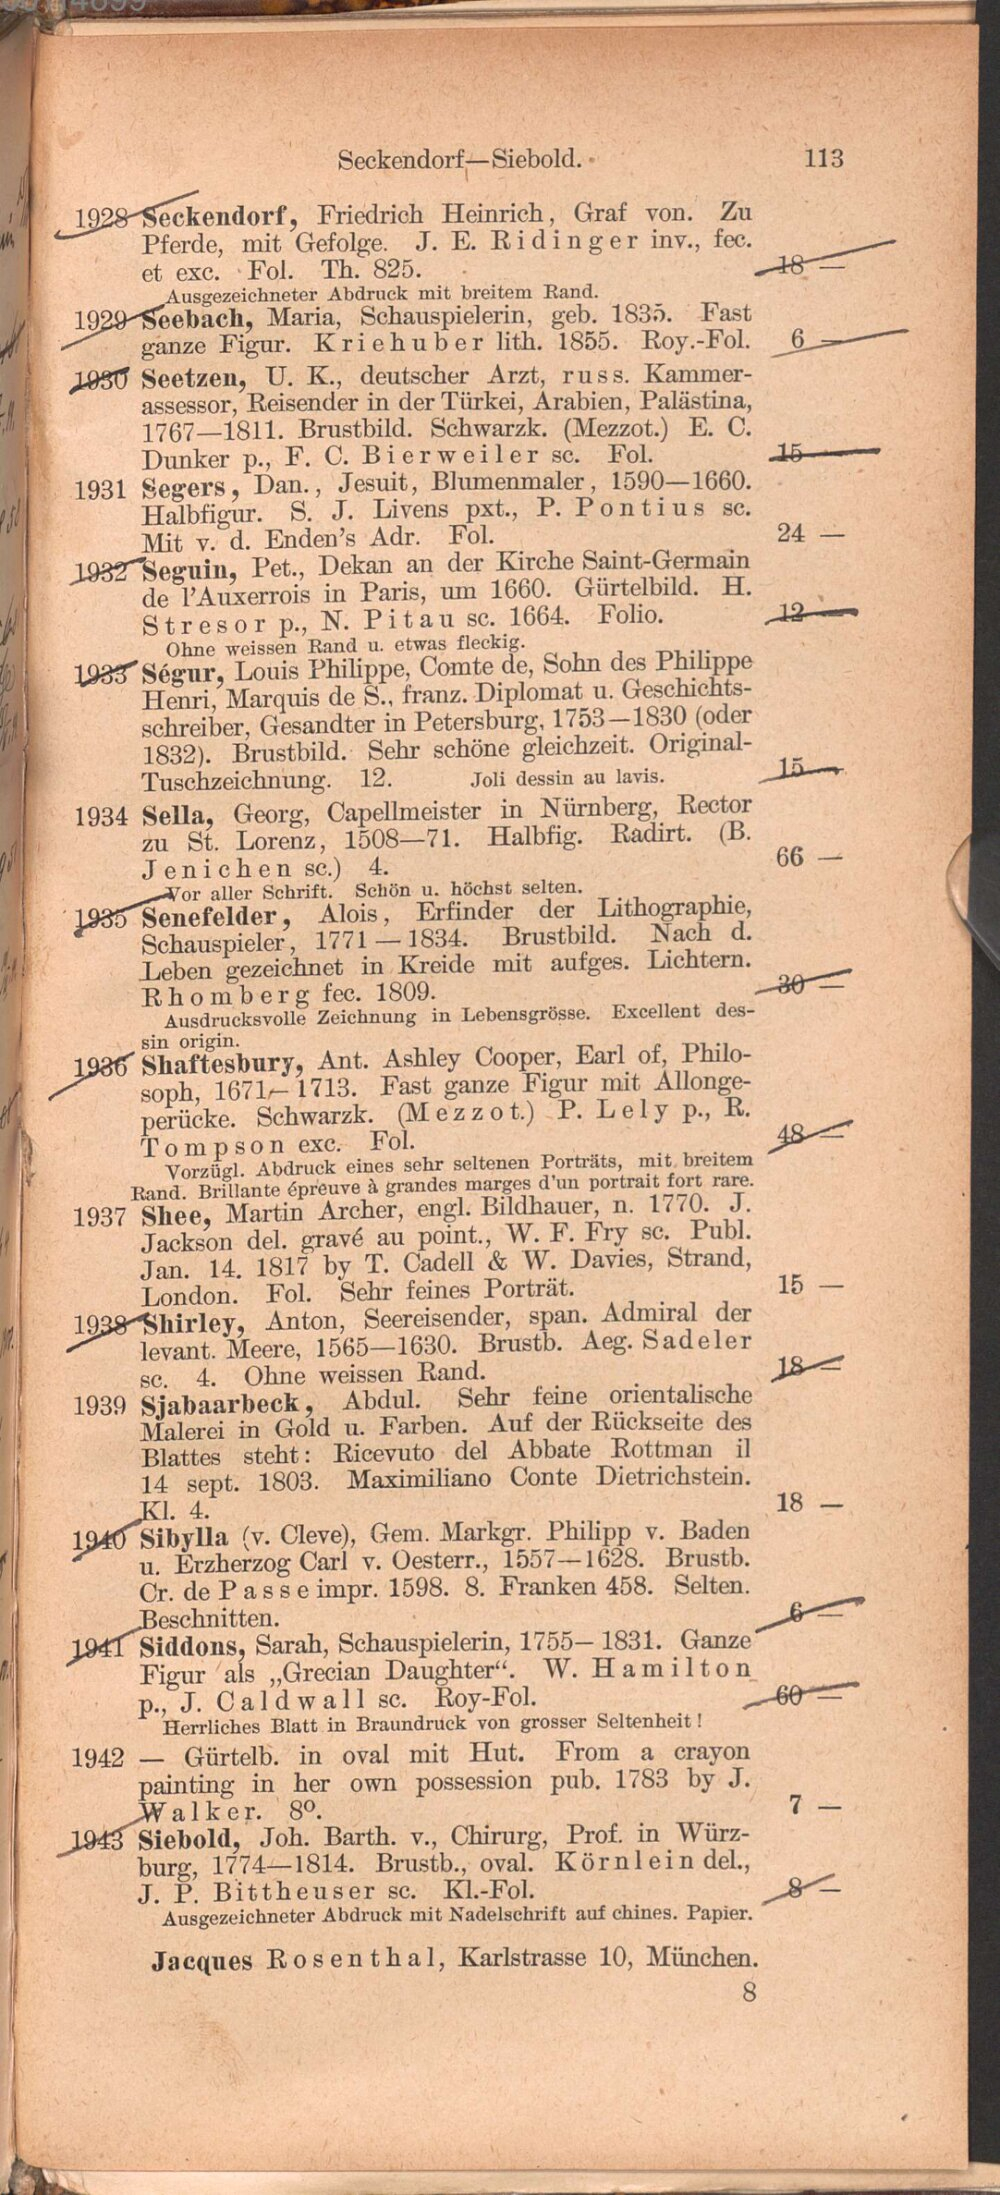 Seckendorf—Siebold. 113
1928 Seckendorf, Friedrich Heinrich, Graf von. Zu
Pferde, mit Gefolge. J. E. Ridinger inv., fec.
et exc. Fol. Th. 825. 18 —
Ausgezeichneter Abdruck mit breitem Rand.
1929 Seebach, Maria, Schauspielerin, geb. 1835. Fast
ganze Figur. Kriehuber lith. 1855. Roy.-Fol. 6 —
1930 Seetzen, U. K., deutscher Arzt, russ. Kammer-
assessor, Reisender in der Türkei, Arabien, Palästina,
1767—1811. Brustbild. Schwarzk. (Mezzot.) E. C.
Dunker p., F. C. Bierweiler sc. Fol. 15 —
1931 Segers, Dan., Jesuit, Blumenmaler, 1590—1660.
Halbfigur. S. J. Livens pxt., P. Pontius sc.
Mit v. d. Enden's Adr. Fol. 24 —
1932 Seguin, Pet., Dekan an der Kirche Saint-Germain
de l'Auxerrois in Paris, um 1660. Gürtelbild. H.
Stresor p., N. Pitau sc. 1664. Folio. 12 —
Ohne weissen Rand u. etwas fleckig.
1933 Ségur, Louis Philippe, Comte de, Sohn des Philippe
Henri, Marquis de S., franz. Diplomat u. Geschichts-
schreiber, Gesandter in Petersburg, 1753—1830 (oder
1832). Brustbild. Sehr schöne gleichzeit. Original-
Tuschzeichnung. 12. Joli dessin au lavis. 15 —
1934 Sella, Georg, Capellmeister in Nürnberg, Rector
zu St. Lorenz, 1508—71. Halbfig. Radirt. (B.
Jenichen sc.) 4. 66 —
Vor aller Schrift. Schön u. höchst selten.
1935 Senefelder, Alois, Erfinder der Lithographie,
Schauspieler, 1771—1834. Brustbild. Nach d.
Leben gezeichnet in Kreide mit aufges. Lichtern.
Rhomberg fec. 1809. 30 —
Ausdrucksvolle Zeichnung in Lebensgrösse. Excellent des-
sin origin.
1936 Shaftesbury, Ant. Ashley Cooper, Earl of, Philo-
soph, 1671—1713. Fast ganze Figur mit Allonge-
perücke. Schwarzk. (Mezzot.) P. Lely p., R.
Tompson exc. Fol. 48 —
Vorzügl. Abdruck eines sehr seltenen Porträts, mit breitem
Rand. Brillante épreuve à grandes marges d'un portrait fort rare.
1937 Shee, Martin Archer, engl. Bildhauer, n. 1770. J.
Jackson del. gravé au point., W. F. Fry sc. Publ.
Jan. 14. 1817 by T. Cadell & W. Davies, Strand,
London. Fol. Sehr feines Porträt. 15 —
1938 Shirley, Anton, Seereisender, span. Admiral der
levant. Meere, 1565—1630. Brustb. Aeg. Sadeler
sc. 4. Ohne weissen Rand. 18 —
1939 Sjabaarbeck, Abdul. Sehr feine orientalische
Malerei in Gold u. Farben. Auf der Rückseite des
Blattes steht: Ricevuto del Abbate Rottman il
14 sept. 1803. Maximiliano Conte Dietrichstein.
Kl. 4. 18 —
1940 Sibylla (v. Cleve), Gem. Markgr. Philipp v. Baden
u. Erzherzog Carl v. Oesterr., 1557—1628. Brustb.
Cr. de Passe impr. 1598. 8. Franken 458. Selten.
Beschnitten. 6 —
1941 Siddons, Sarah, Schauspielerin, 1755—1831. Ganze
Figur als „Grecian Daughter“. W. Hamilton
p., J. Caldwall sc. Roy-Fol. 60 —
Herrliches Blatt in Braundruck von grosser Seltenheit!
1942 — Gürtelb. in oval mit Hut. From a crayon
painting in her own possession pub. 1783 by J.
Walker. 8º. 7 —
1943 Siebold, Joh. Barth. v., Chirurg, Prof. in Würz-
burg, 1774—1814. Brustb., oval. Körnlein del.,
J. P. Bittheuser sc. Kl.-Fol. 8 —
Ausgezeichneter Abdruck mit Nadelschrift auf chines. Papier.
Jacques Rosenthal, Karlstrasse 10, München.
8